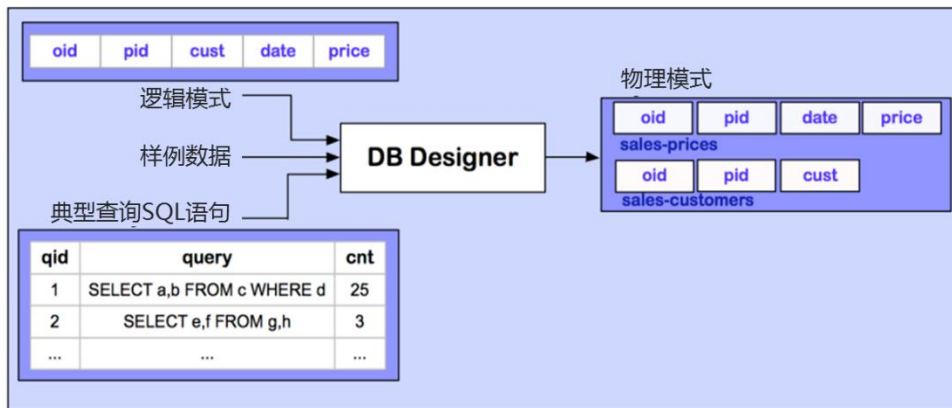 oid pid cust date price
逻辑模式
样例数据
典型查询SQL语句
DB Designer
物理模式
oid pid date price
sales-prices
oid pid cust
sales-customers
qid query cnt
1 SELECT a,b FROM c WHERE d 25
2 SELECT e,f FROM g,h 3
... ... ...